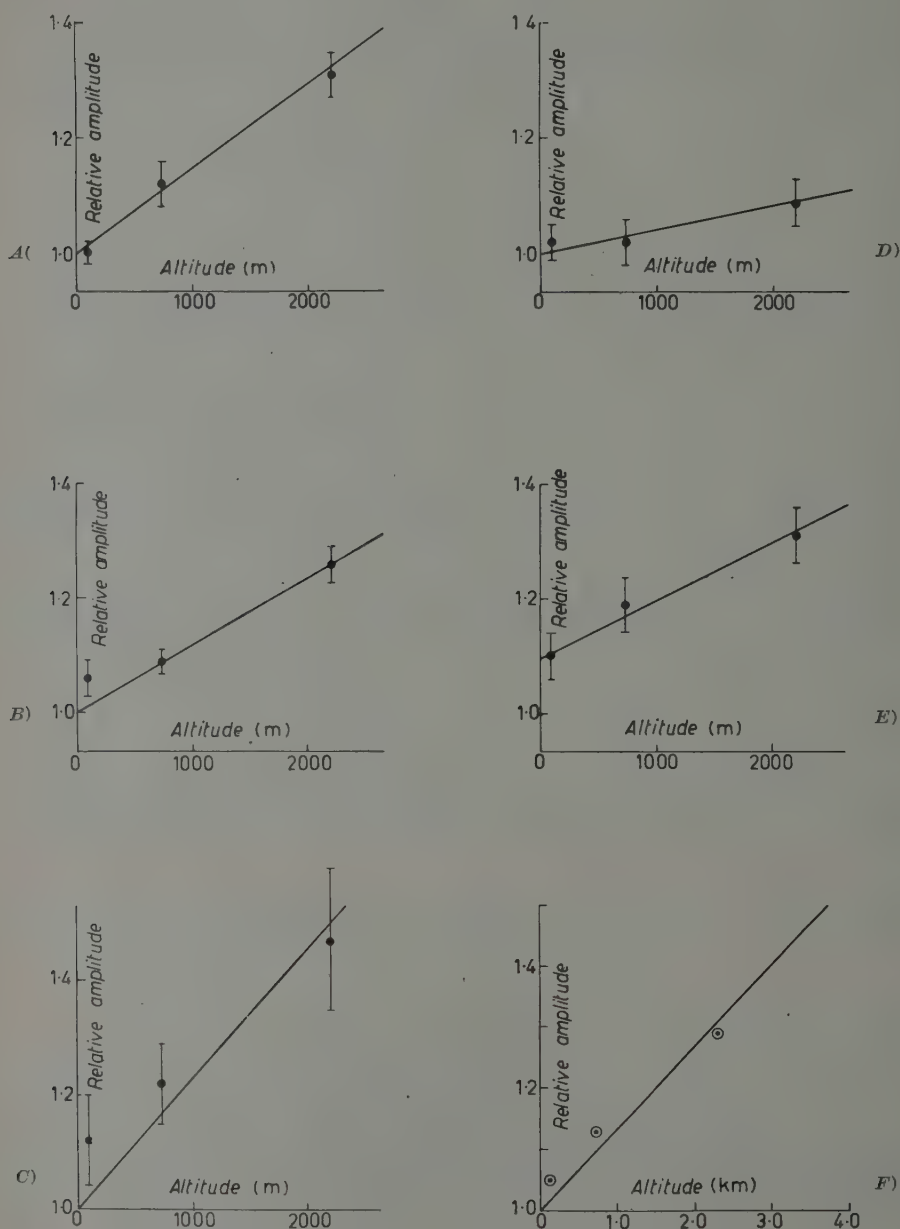 A(
1·4
1·2
1·0
Relative amplitude
Altitude (m)
0 1000 2000
D)
1·4
1·2
1·0
Relative amplitude
Altitude (m)
0 1000 2000
B)
1·4
1·2
1·0
Relative amplitude
Altitude (m)
0 1000 2000
E)
1·4
1·2
1·0
Relative amplitude
Altitude (m)
0 1000 2000
C)
1·4
1·2
1·0
Relative amplitude
Altitude (m)
0 1000 2000
F)
1·4
1·2
1·0
Relative amplitude
Altitude (km)
0 1·0 2·0 3·0 4·0